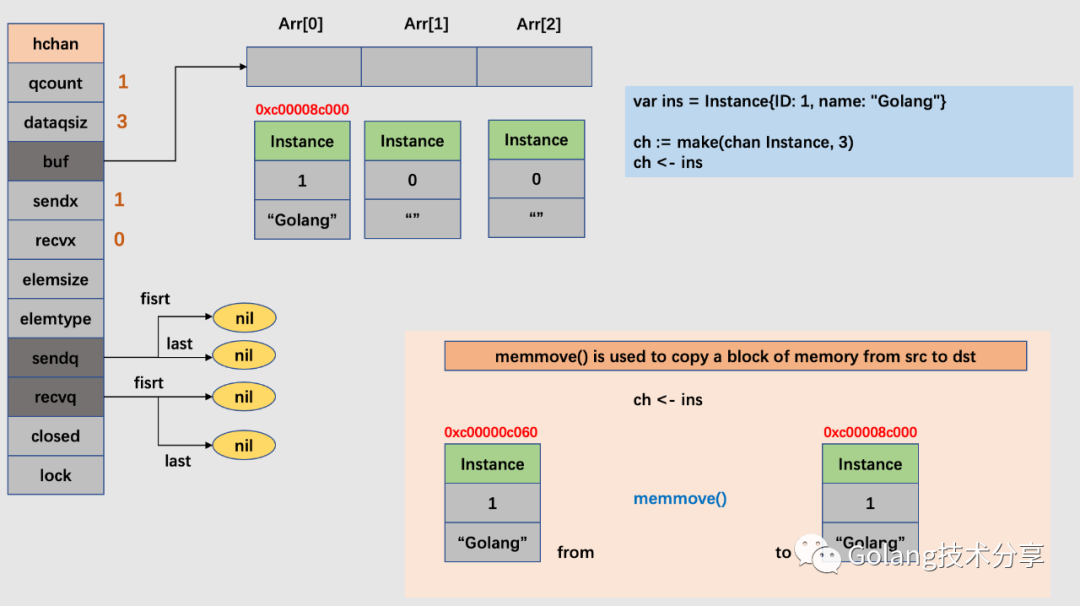 Arr[0] Arr[1] Arr[2]
hchan
qcount 1
dataqsiz 3
buf
sendx 1
recvx 0
elemsize
elemtype
sendq
recvq
closed
lock
0xc00008c000
Instance
1
“Golang”
Instance
0
“”
Instance
0
“”
var ins = Instance{ID: 1, name: "Golang"}
ch := make(chan Instance, 3)
ch <- ins
fisrt
nil
last
nil
fisrt
nil
last
nil
memmove() is used to copy a block of memory from src to dst
ch <- ins
0xc00000c060
Instance
1
“Golang”
from
memmove()
to
0xc00008c000
Instance
1
“Golang”
Golang技术分享